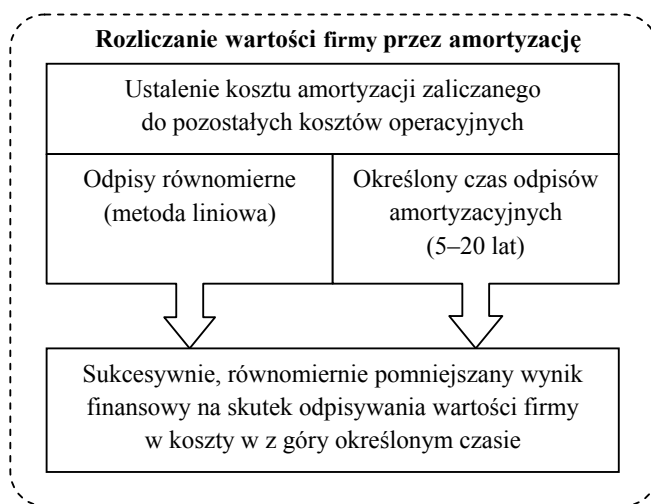 Rozliczanie wartości firmy przez amortyzację
Ustalenie kosztu amortyzacji zaliczanego
do pozostałych kosztów operacyjnych
Odpisy równomierne
(metoda liniowa)
Określony czas odpisów
amortyzacyjnych
(5–20 lat)
Sukcesywnie, równomiernie pomniejszany wynik
finansowy na skutek odpisywania wartości firmy
w koszty w z góry określonym czasie